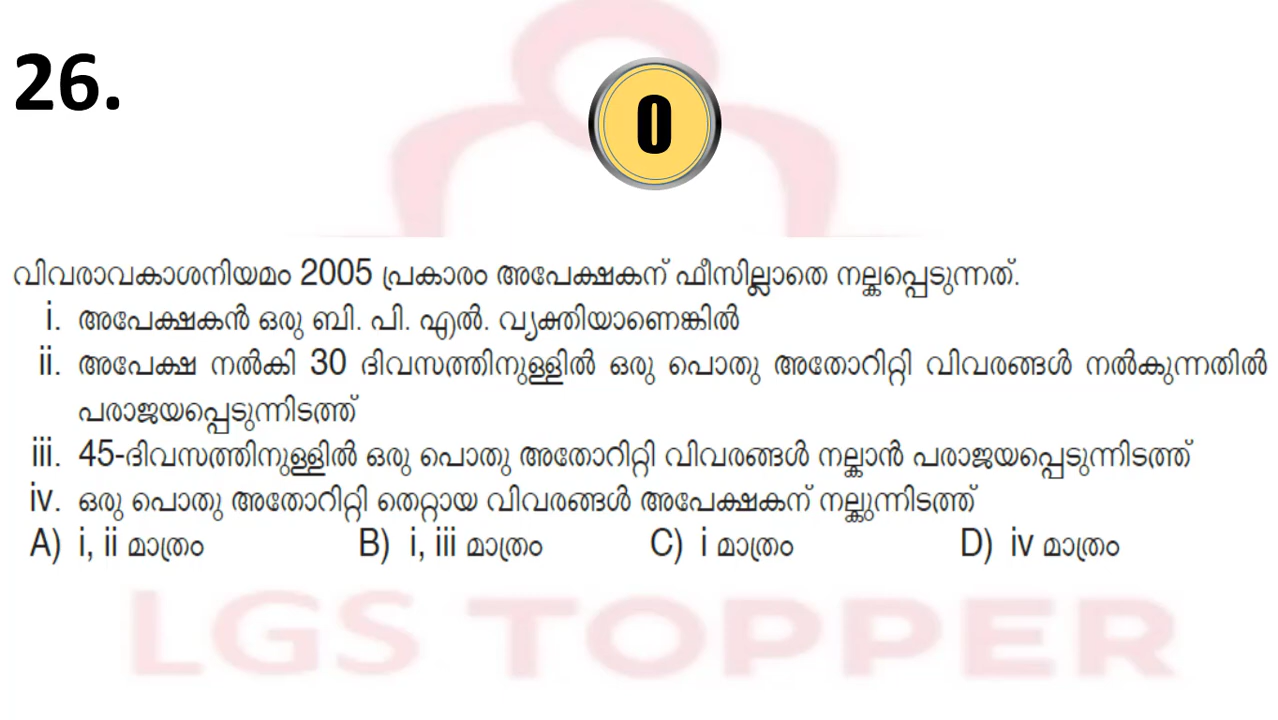 26.
0
വിവരാവകാശനിയമം 2005 പ്രകാരം അപേക്ഷകന് ഫീസില്ലാതെ നല്കപ്പെടുന്നത്.
i. അപേക്ഷകൻ ഒരു ബി. പി. എൽ. വ്യക്തിയാണെങ്കിൽ
ii. അപേക്ഷ നൽകി 30 ദിവസത്തിനുള്ളിൽ ഒരു പൊതു അതോറിറ്റി വിവരങ്ങൾ നൽകുന്നതിൽ
പരാജയപ്പെടുന്നിടത്ത്
iii. 45-ദിവസത്തിനുള്ളിൽ ഒരു പൊതു അതോറിറ്റി വിവരങ്ങൾ നല്കാൻ പരാജയപ്പെടുന്നിടത്ത്
iv. ഒരു പൊതു അതോറിറ്റി തെറ്റായ വിവരങ്ങൾ അപേക്ഷകന് നല്കുന്നിടത്ത്
A) i, ii മാത്രം B) i, iii മാത്രം C) i മാത്രം D) iv മാത്രം
LGS TOPPER